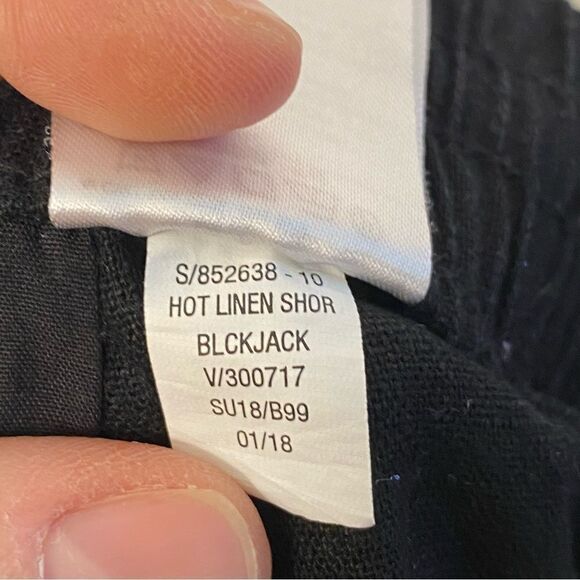 S/852638 - 10
HOT LINEN SHOR
BLCKJACK
V/300717
SU18/B99
01/18